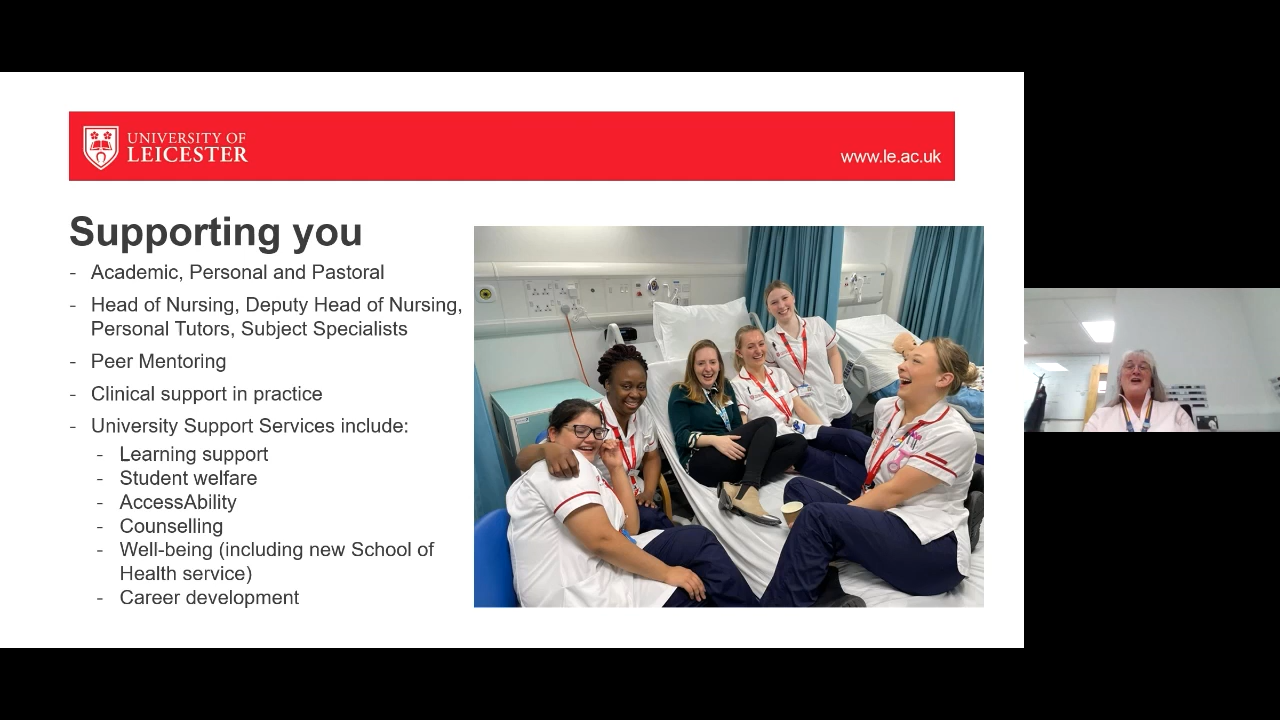 UNIVERSITY OF
LEICESTER
www.le.ac.uk
Supporting you
- Academic, Personal and Pastoral
- Head of Nursing, Deputy Head of Nursing,
Personal Tutors, Subject Specialists
- Peer Mentoring
- Clinical support in practice
- University Support Services include:
- Learning support
- Student welfare
- AccessAbility
- Counselling
- Well-being (including new School of
Health service)
- Career development